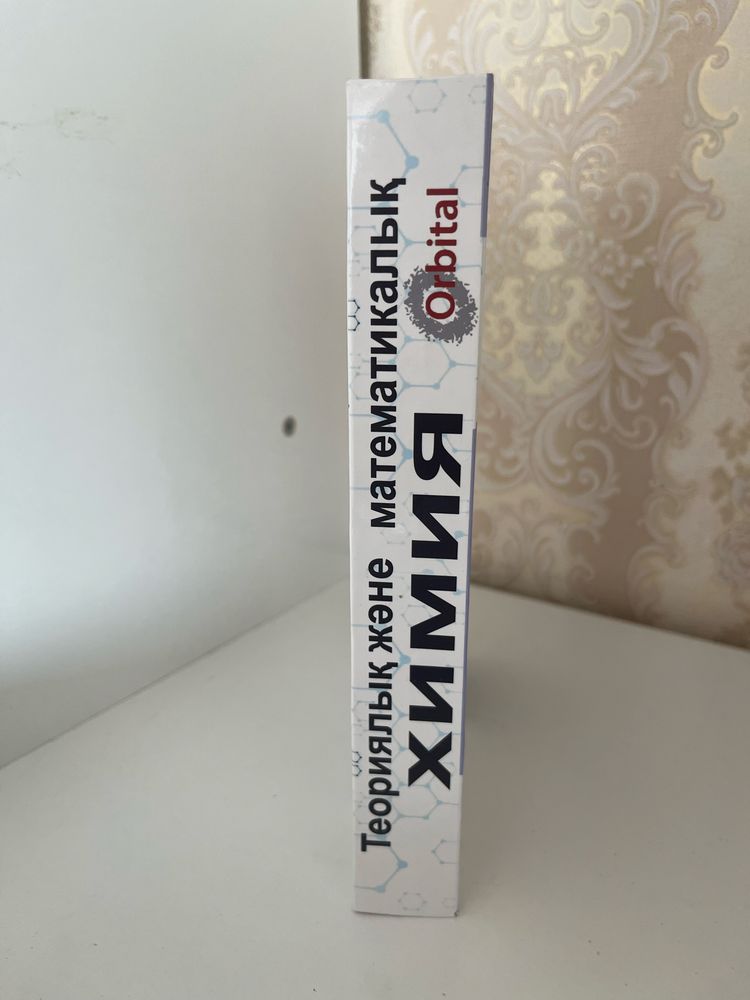 Теориялық және математикалық
ХИМИЯ
Orbital